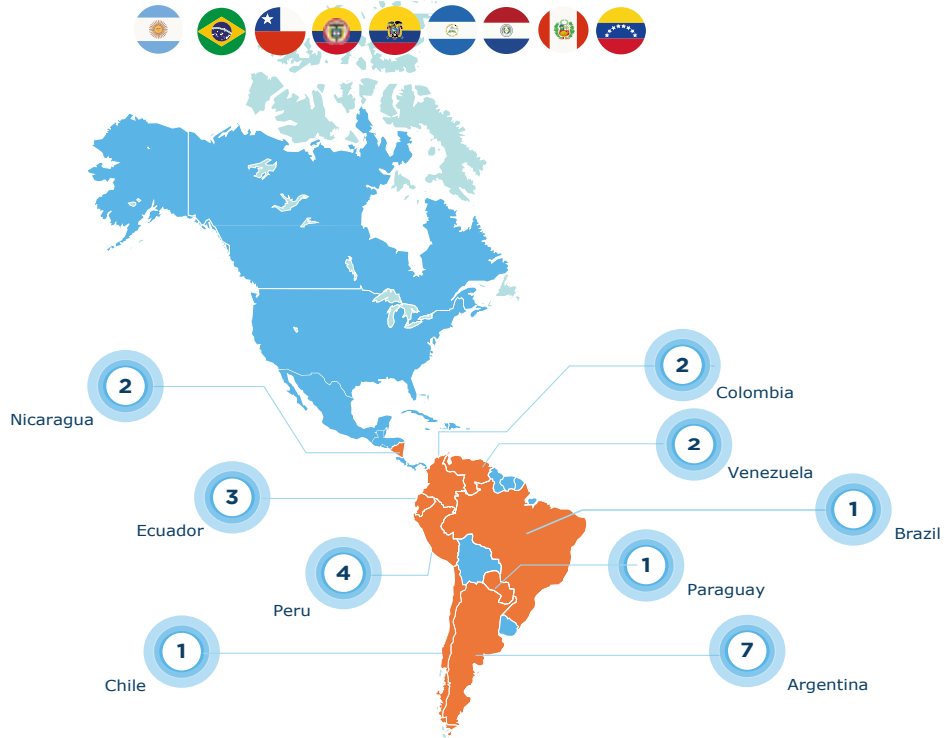 2
Colombia
2
Nicaragua
2
Venezuela
3
Ecuador
1
Brazil
4
Peru
1
Paraguay
1
Chile
7
Argentina